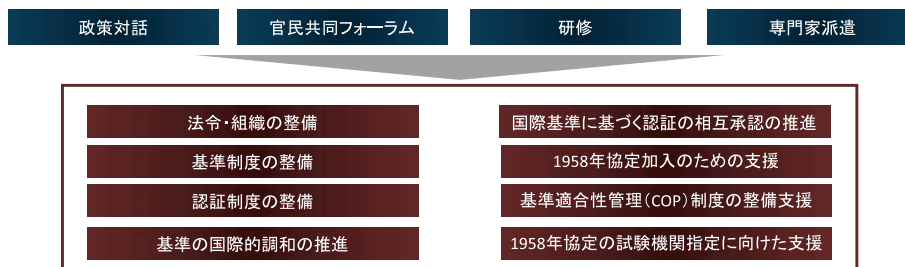 政策対話
官民共同フォーラム
研修
専門家派遣
法令・組織の整備
国際基準に基づく認証の相互承認の推進
基準制度の整備
1958年協定加入のための支援
認証制度の整備
基準適合性管理（COP）制度の整備支援
基準の国際的調和の推進
1958年協定の試験機関指定に向けた支援